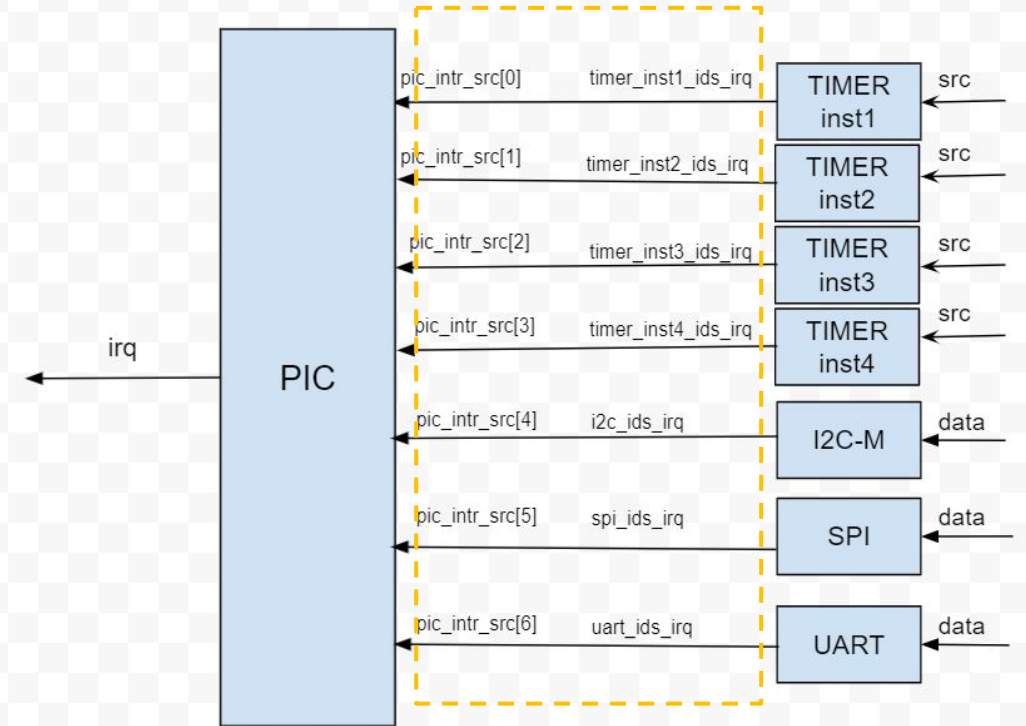 pic_intr_src[0] timer_inst1_ids_irq
TIMER
inst1
src
pic_intr_src[1] timer_inst2_ids_irq
TIMER
inst2
src
pic_intr_src[2] timer_inst3_ids_irq
TIMER
inst3
src
pic_intr_src[3] timer_inst4_ids_irq
TIMER
inst4
src
irq
PIC
pic_intr_src[4] i2c_ids_irq
I2C-M
data
pic_intr_src[5] spi_ids_irq
SPI
data
pic_intr_src[6] uart_ids_irq
UART
data